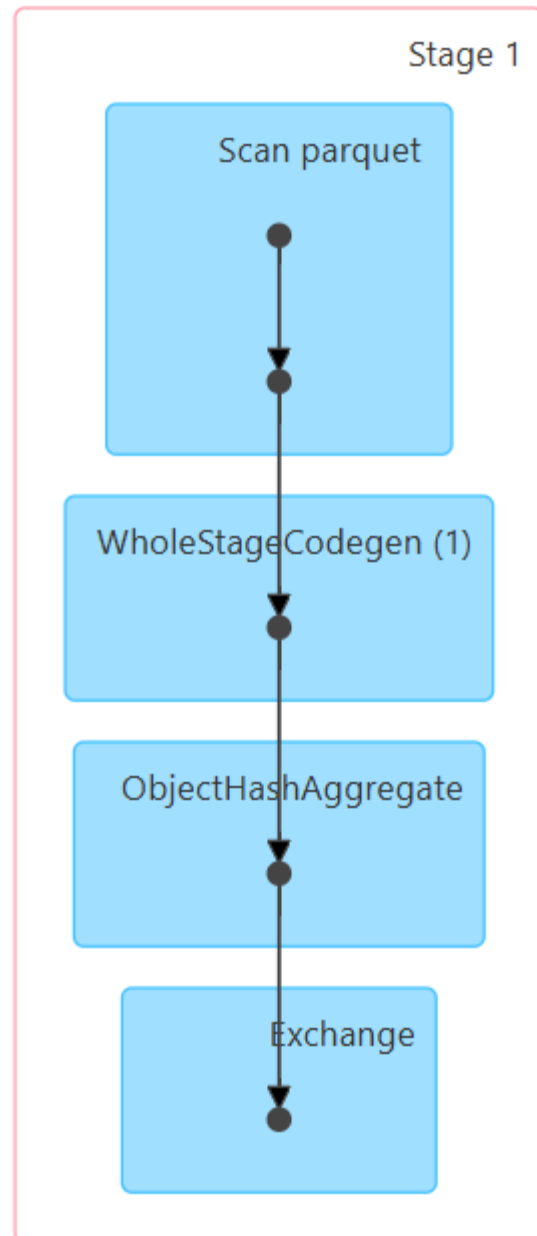 Stage 1
Scan parquet
WholeStageCodegen (1)
ObjectHashAggregate
Exchange